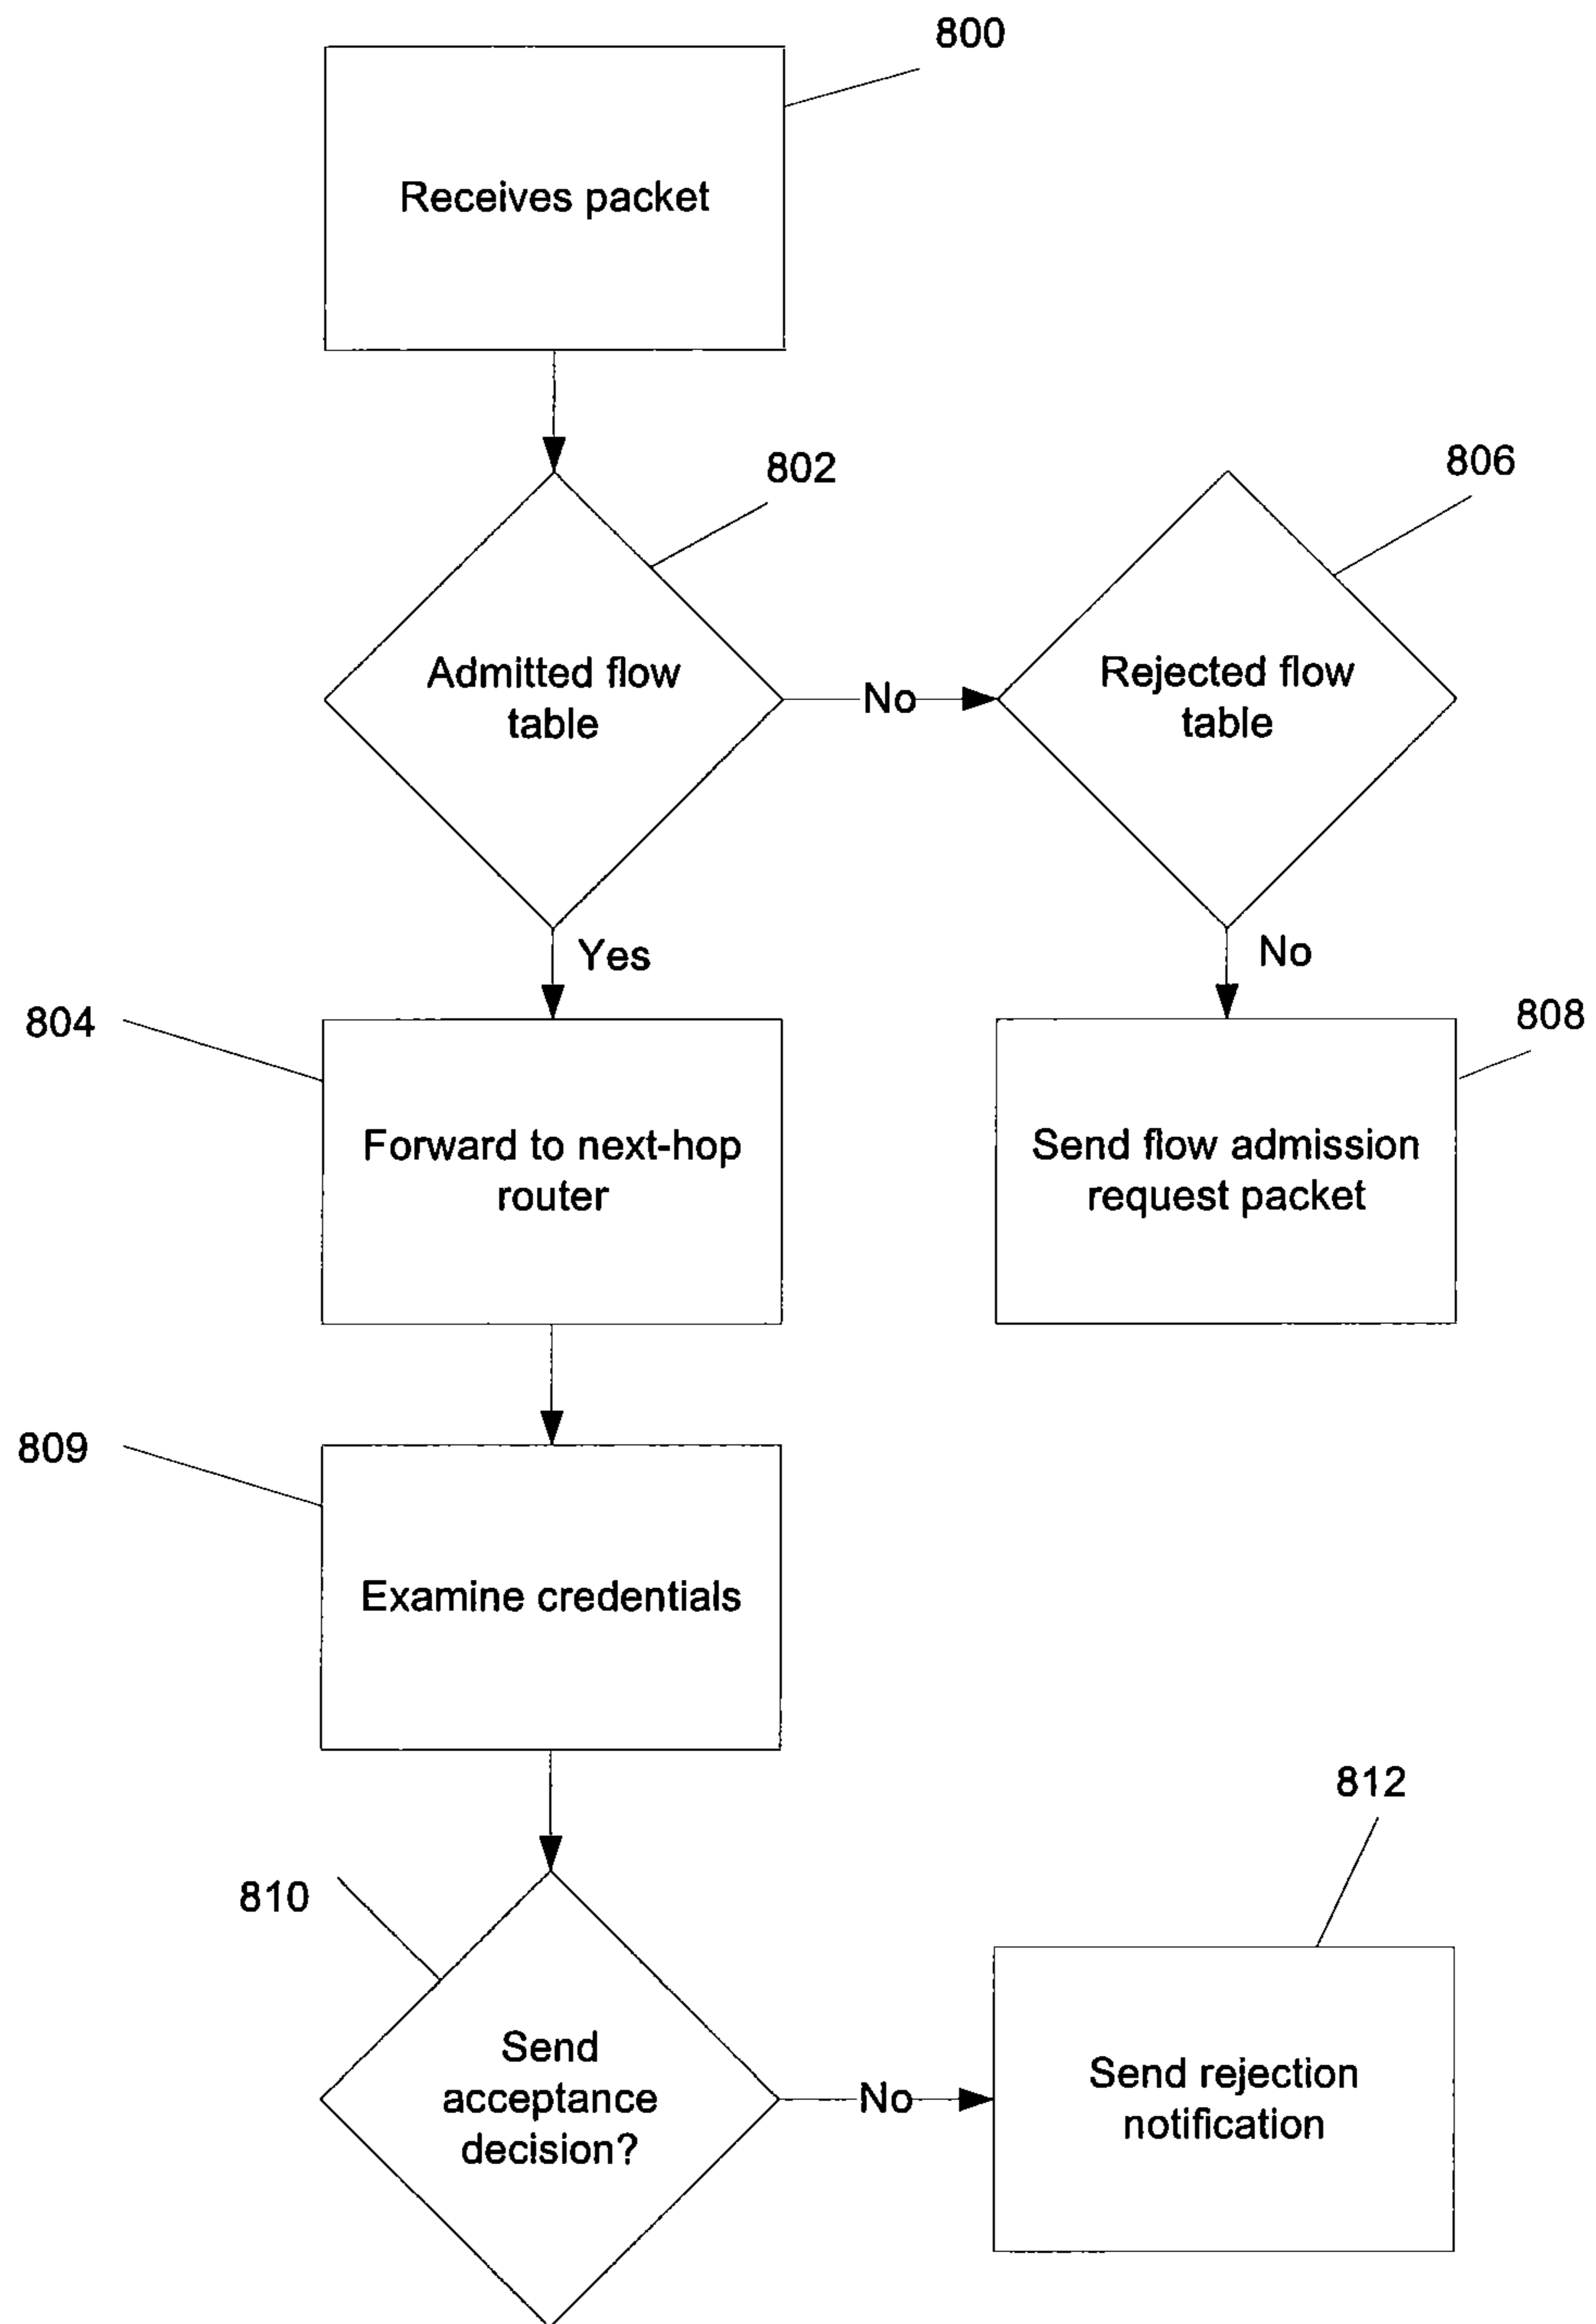 800
Receives packet
802
806
Admitted flow
table
No
Rejected flow
table
Yes
No
804
808
Forward to next-hop
router
Send flow admission
request packet
809
Examine credentials
812
810
Send
acceptance
decision?
No
Send rejection
notification